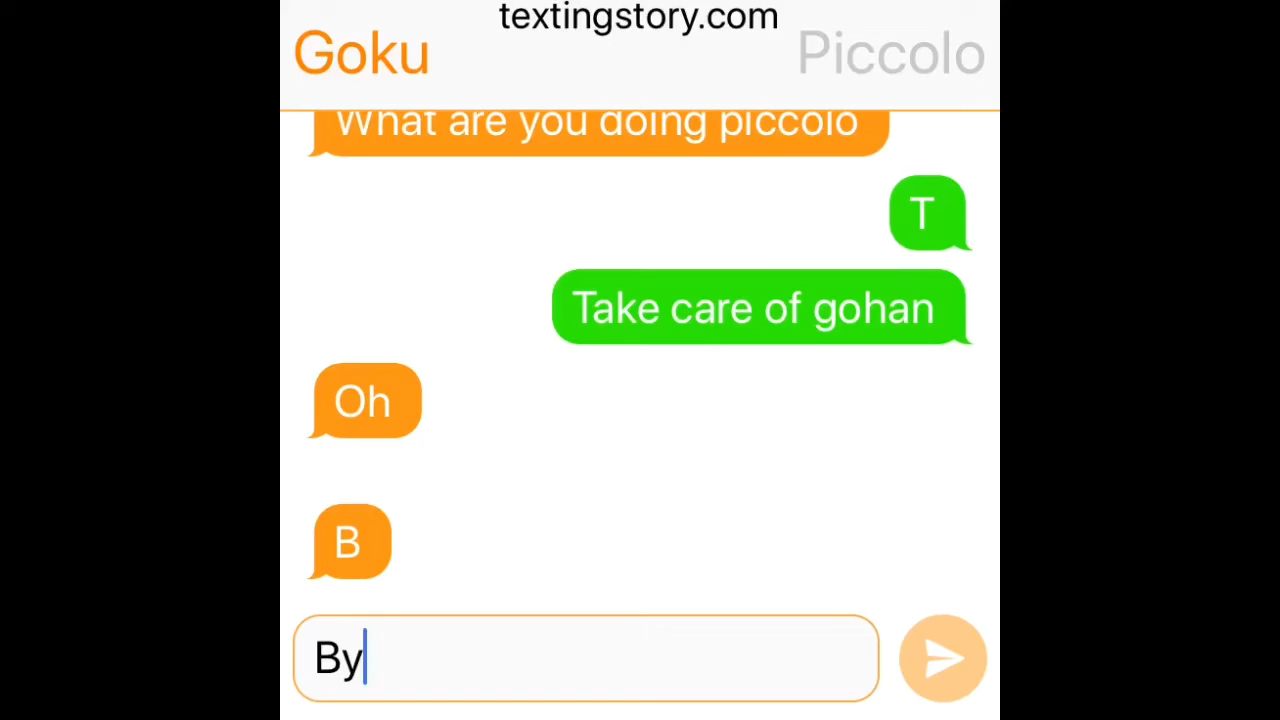 textingstory.com
Goku Piccolo
What are you doing piccolo
T
Take care of gohan
Oh
B
By